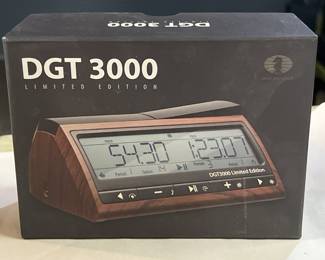 DGT 3000
DGT 3000
LIMITED EDITION
54.30 1:23.07
DGT3000 Limited Edition